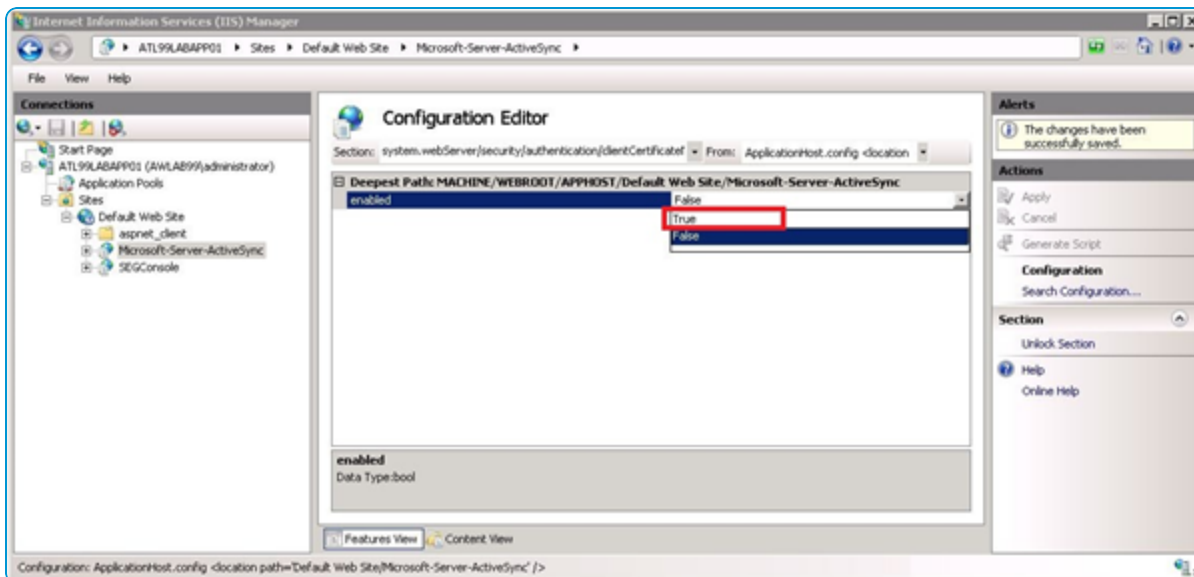 Internet Information Services (IIS) Manager
ATL99LABAPP01 ▸ Sites ▸ Default Web Site ▸ Microsoft-Server-ActiveSync ▸
File View Help
Connections
Start Page
ATL99LABAPP01 (AWLAB99\administrator)
Application Pools
Sites
Default Web Site
aspnet_client
Microsoft-Server-ActiveSync
SEGConsole
Configuration Editor
Section: system.webServer/security/authentication/clientCertificateM From: ApplicationHost.config <location
Deepest Path: MACHINE/WEBROOT/APPHOST/Default Web Site/Microsoft-Server-ActiveSync
enabled False
True
False
enabled
Data Type:bool
Features View Content View
Alerts
The changes have been
successfully saved.
Actions
Apply
Cancel
Generate Script
Configuration
Search Configuration...
Section
Unlock Section
Help
Online Help
Configuration: ApplicationHost.config <location path='Default Web Site/Microsoft-Server-ActiveSync' />